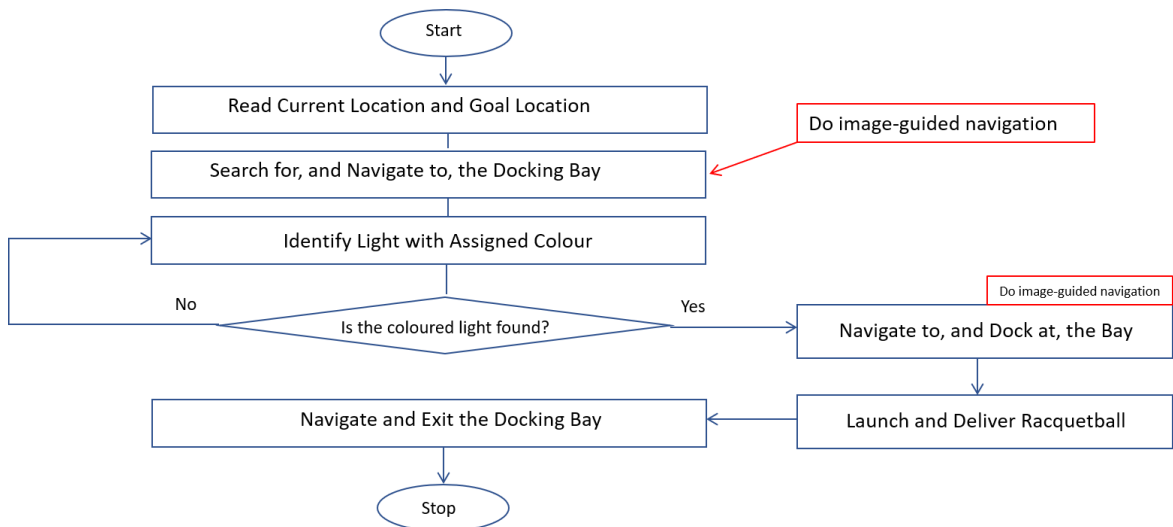 Start
Read Current Location and Goal Location
Do image-guided navigation
Search for, and Navigate to, the Docking Bay
Identify Light with Assigned Colour
No
Is the coloured light found?
Yes
Do image-guided navigation
Navigate to, and Dock at, the Bay
Launch and Deliver Racquetball
Navigate and Exit the Docking Bay
Stop